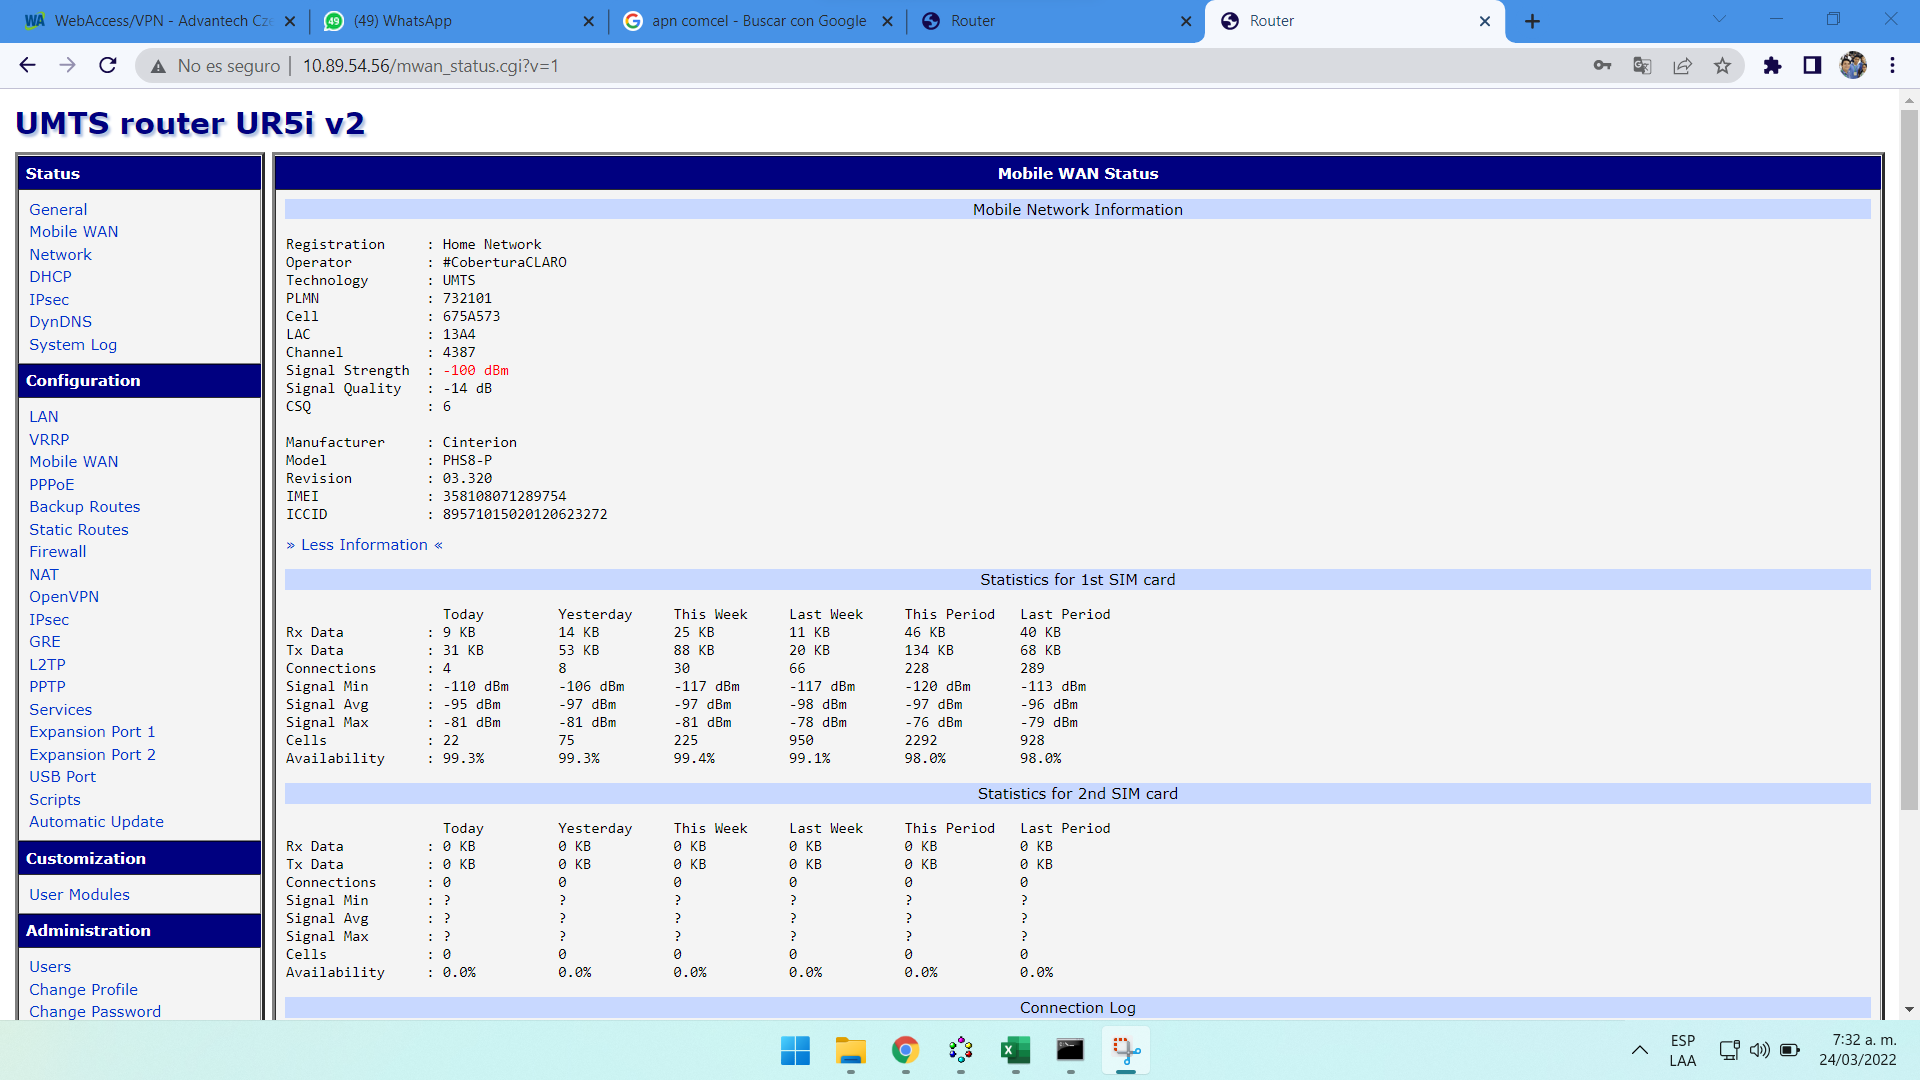 WebAccess/VPN - Advantech Cze
(49) WhatsApp
apn comcel - Buscar con Google
Router
Router
No es seguro | 10.89.54.56/mwan_status.cgi?v=1
UMTS router UR5i v2
Status
General
Mobile WAN
Network
DHCP
IPsec
DynDNS
System Log
Configuration
LAN
VRRP
Mobile WAN
PPPoE
Backup Routes
Static Routes
Firewall
NAT
OpenVPN
IPsec
GRE
L2TP
PPTP
Services
Expansion Port 1
Expansion Port 2
USB Port
Scripts
Automatic Update
Customization
User Modules
Administration
Users
Change Profile
Change Password
Mobile WAN Status
Mobile Network Information
Registration : Home Network
Operator : #CoberturaCLARO
Technology : UMTS
PLMN : 732101
Cell : 675A573
LAC : 13A4
Channel : 4387
Signal Strength : -100 dBm
Signal Quality : -14 dB
CSQ : 6
Manufacturer : Cinterion
Model : PHS8-P
Revision : 03.320
IMEI : 358108071289754
ICCID : 89571015020120623272
» Less Information «
Statistics for 1st SIM card
Today Yesterday This Week Last Week This Period Last Period
Rx Data : 9 KB 14 KB 25 KB 11 KB 46 KB 40 KB
Tx Data : 31 KB 53 KB 88 KB 20 KB 134 KB 68 KB
Connections : 4 8 30 66 228 289
Signal Min : -110 dBm -106 dBm -117 dBm -117 dBm -120 dBm -113 dBm
Signal Avg : -95 dBm -97 dBm -97 dBm -98 dBm -97 dBm -96 dBm
Signal Max : -81 dBm -81 dBm -81 dBm -78 dBm -76 dBm -79 dBm
Cells : 22 75 225 950 2292 928
Availability : 99.3% 99.3% 99.4% 99.1% 98.0% 98.0%
Statistics for 2nd SIM card
Today Yesterday This Week Last Week This Period Last Period
Rx Data : 0 KB 0 KB 0 KB 0 KB 0 KB 0 KB
Tx Data : 0 KB 0 KB 0 KB 0 KB 0 KB 0 KB
Connections : 0 0 0 0 0 0
Signal Min : ? ? ? ? ? ?
Signal Avg : ? ? ? ? ? ?
Signal Max : ? ? ? ? ? ?
Cells : 0 0 0 0 0 0
Availability : 0.0% 0.0% 0.0% 0.0% 0.0% 0.0%
Connection Log
ESP
LAA
7:32 a. m.
24/03/2022